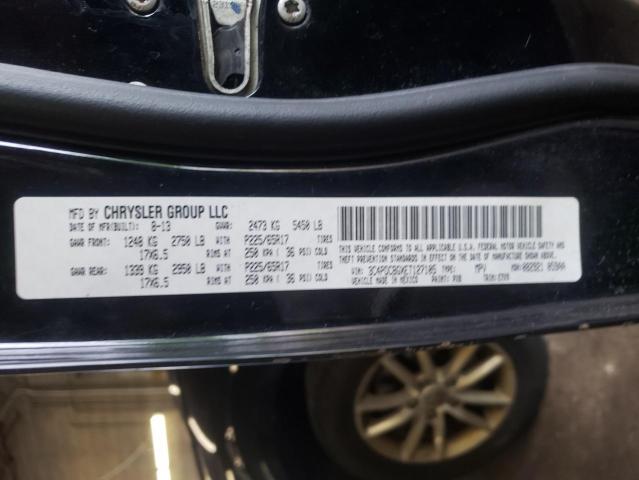 MFD BY CHRYSLER GROUP LLC
DATE OF MFR(BUILT): 8-13 GVWR: 2473 KG 5450 LB
GAWR FRONT: 1248 KG 2750 LB WITH P225/65R17 TIRES
17X6.5 RIMS AT 250 KPA ( 36 PSI) COLD
GAWR REAR: 1339 KG 2950 LB WITH P225/65R17 TIRES
17X6.5 RIMS AT 250 KPA ( 36 PSI) COLD
THIS VEHICLE CONFORMS TO ALL APPLICABLE U.S.A. FEDERAL MOTOR VEHICLE SAFETY,
THEFT PREVENTION STANDARDS IN EFFECT ON THE DATE OF MANUFACTURE SHOWN ABOVE.
VIN: TYPE: MPV MDH:
VEHICLE MADE IN MEXICO PAINT: TRIM: